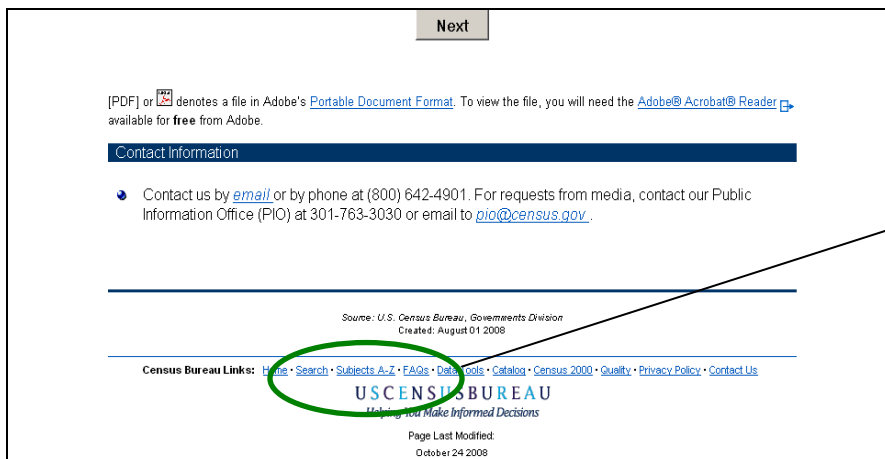 Next
[PDF] or denotes a file in Adobe's Portable Document Format. To view the file, you will need the Adobe® Acrobat® Reader
available for free from Adobe.
Contact Information
Contact us by email or by phone at (800) 642-4901. For requests from media, contact our Public
Information Office (PIO) at 301-763-3030 or email to pio@census.gov .
Source: U.S. Census Bureau, Governments Division
Created: August 01 2008
Census Bureau Links: Home · Search · Subjects A-Z · FAQs · Data Tools · Catalog · Census 2000 · Quality · Privacy Policy · Contact Us
USCENSUSBUREAU
Helping You Make Informed Decisions
Page Last Modified:
October 24 2008